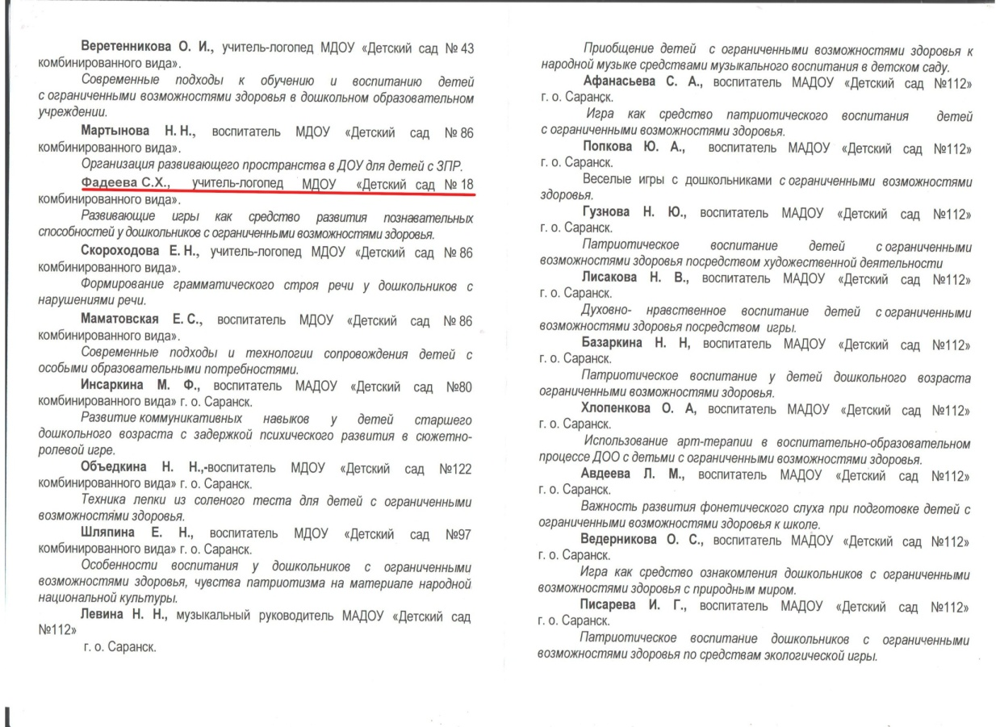 Веретенникова О. И., учитель-логопед МДОУ «Детский сад № 43
комбинированного вида».
Современные подходы к обучению и воспитанию детей
с ограниченными возможностями здоровья в дошкольном образовательном
учреждении.
Мартынова Н. Н., воспитатель МДОУ «Детский сад № 86
комбинированного вида».
Организация развивающего пространства в ДОУ для детей с ЗПР.
Фадеева С.Х., учитель-логопед МДОУ «Детский сад № 18
комбинированного вида».
Развивающие игры как средство развития познавательных
способностей у дошкольников с ограниченными возможностями здоровья.
Скороходова Е. Н., учитель-логопед МДОУ «Детский сад № 86
комбинированного вида».
Формирование грамматического строя речи у дошкольников с
нарушениями речи.
Маматовская Е. С., воспитатель МДОУ «Детский сад № 86
комбинированного вида».
Современные подходы и технологии сопровождения детей с
особыми образовательными потребностями.
Инсаркина М. Ф., воспитатель МАДОУ «Детский сад №80
комбинированного вида» г. о. Саранск.
Развитие коммуникативных навыков у детей старшего
дошкольного возраста с задержкой психического развития в сюжетно-
ролевой игре.
Объедкина Н. Н.,-воспитатель МДОУ «Детский сад №122
комбинированного вида» г. о. Саранск.
Техника лепки из соленого теста для детей с ограниченными
возможностями здоровья.
Шляпина Е. Н., воспитатель МДОУ «Детский сад №97
комбинированного вида» г. о. Саранск.
Особенности воспитания у дошкольников с ограниченными
возможностями здоровья, чувства патриотизма на материале народной
национальной культуры.
Левина Н. Н., музыкальный руководитель МАДОУ «Детский сад
№112»
г. о. Саранск.
Приобщение детей с ограниченными возможностями здоровья к
народной музыке средствами музыкального воспитания в детском саду.
Афанасьева С. А., воспитатель МАДОУ «Детский сад №112»
г. о. Саранск.
Игра как средство патриотического воспитания детей
с ограниченными возможностями здоровья.
Попкова Ю. А., воспитатель МАДОУ «Детский сад №112»
г. о. Саранск.
Веселые игры с дошкольниками с ограниченными возможностями
здоровья.
Гузнова Н. Ю., воспитатель МАДОУ «Детский сад №112»
г. о. Саранск.
Патриотическое воспитание детей с ограниченными
возможностями здоровья посредством художественной деятельности
Лисакова Н. В., воспитатель МАДОУ «Детский сад №112»
г. о. Саранск.
Духовно- нравственное воспитание детей с ограниченными
возможностями здоровья посредством игры.
Базаркина Н. Н, воспитатель МАДОУ «Детский сад №112»
г. о. Саранск.
Патриотическое воспитание у детей дошкольного возраста
ограниченными возможностями здоровья.
Хлопенкова О. А, воспитатель МАДОУ «Детский сад №112»
г. о. Саранск.
Использование арт-терапии в воспитательно-образовательном
процессе ДОО с детьми с ограниченными возможностями здоровья.
Авдеева Л. М., воспитатель МАДОУ «Детский сад №112»
г. о. Саранск.
Важность развития фонетического слуха при подготовке детей с
ограниченными возможностями здоровья к школе.
Ведерникова О. С., воспитатель МАДОУ «Детский сад №112»
г. о. Саранск.
Игра как средство ознакомления дошкольников с ограниченными
возможностями здоровья с природным миром.
Писарева И. Г., воспитатель МАДОУ «Детский сад №112»
г. о. Саранск.
Патриотическое воспитание дошкольников с ограниченными
возможностями здоровья по средствам экологической игры.